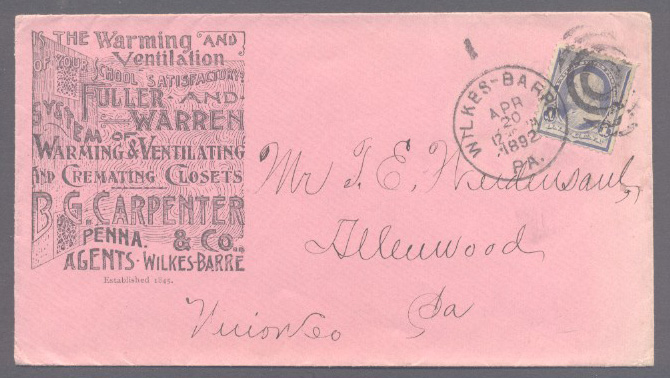 IS THE Warming AND
OF YOUR Ventilation
SCHOOL SATISFACTORY?
FULLER AND
WARREN
SYSTEM OF
WARMING & VENTILATING
AND CREMATING CLOSETS
B.G. CARPENTER
PENNA. & Co.
AGENTS · WILKES-BARRE
Established 1845.
WILKES-BARRE
APR
20
1892
PA.
Mr T. E. Weidensaul,
Allenwood
Pa
Union Co